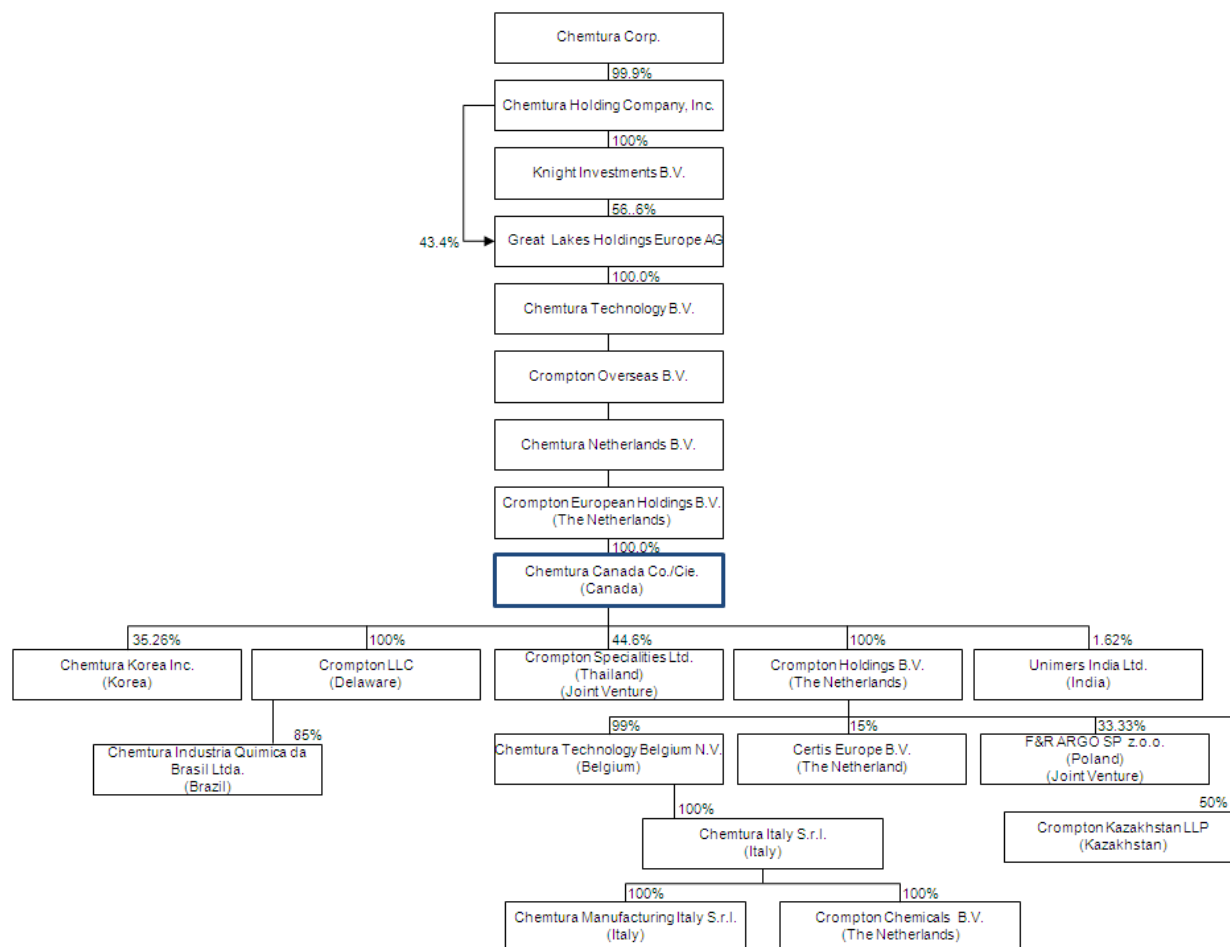 Chemtura Corp.
99.9%
Chemtura Holding Company, Inc.
100%
Knight Investments B.V.
56..6%
43.4%
Great Lakes Holdings Europe AG
100.0%
Chemtura Technology B.V.
Crompton Overseas B.V.
Chemtura Netherlands B.V.
Crompton European Holdings B.V.
(The Netherlands)
100.0%
Chemtura Canada Co./Cie.
(Canada)
35.26%
100%
44.6%
100%
1.62%
Chemtura Korea Inc.
(Korea)
Crompton LLC
(Delaware)
Crompton Specialities Ltd.
(Thailand)
(Joint Venture)
Crompton Holdings B.V.
(The Netherlands)
Unimers India Ltd.
(India)
85%
Chemtura Industria Quimica da
Brasil Ltda.
(Brazil)
99%
15%
33.33%
Chemtura Technology Belgium N.V.
(Belgium)
Certis Europe B.V.
(The Netherland)
F&R ARGO SP z.o.o.
(Poland)
(Joint Venture)
100%
50%
Chemtura Italy S.r.l.
(Italy)
Crompton Kazakhstan LLP
(Kazakhstan)
100%
100%
Chemtura Manufacturing Italy S.r.l.
(Italy)
Crompton Chemicals B.V.
(The Netherlands)